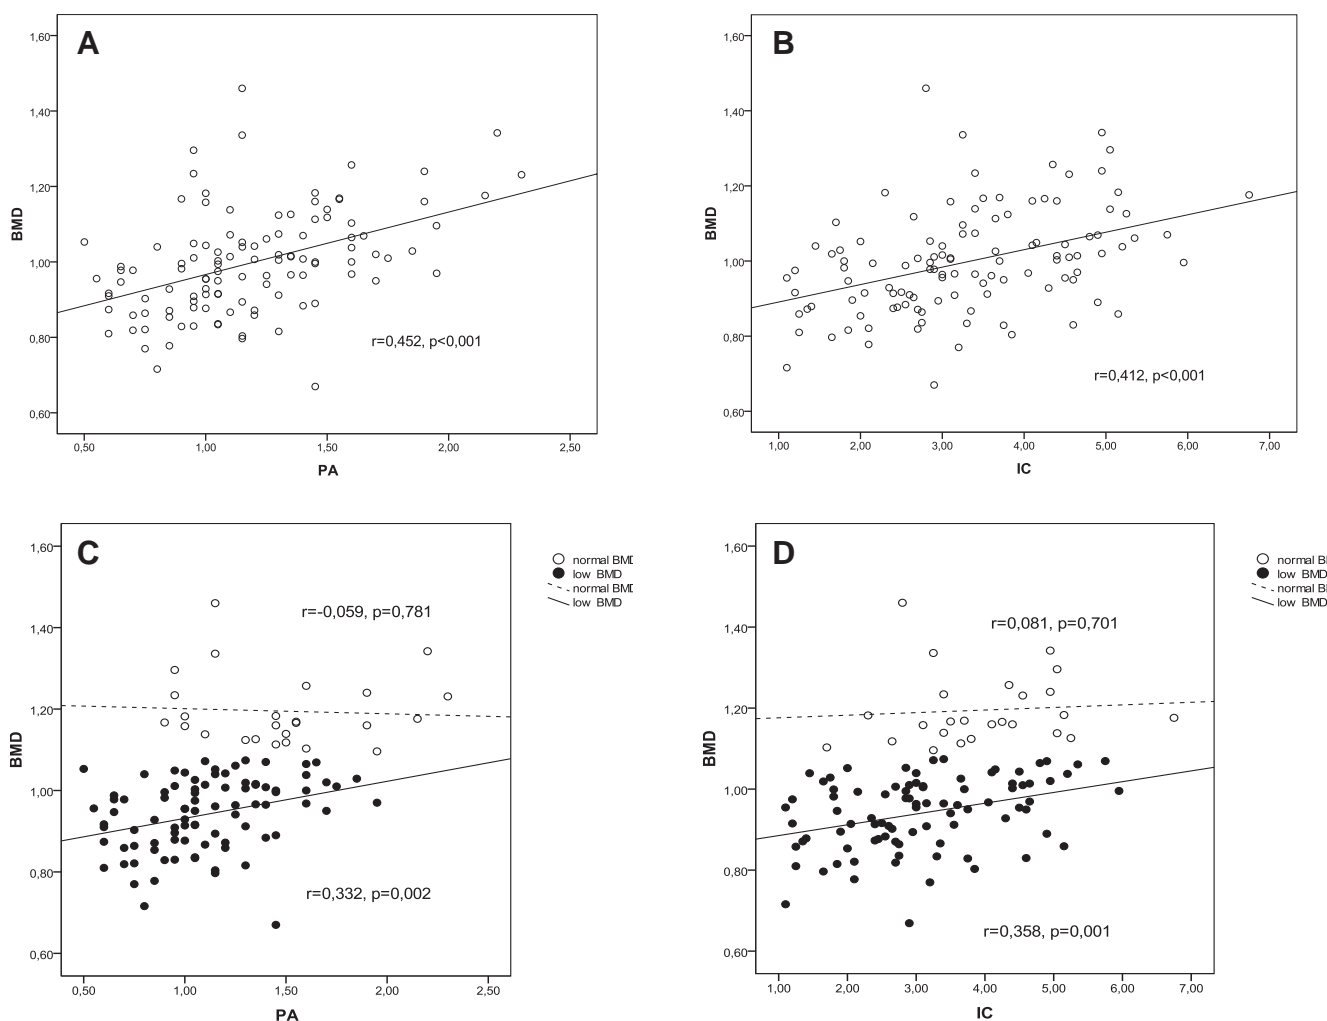 A
1,60
1,40
1,20
1,00
0,80
0,60
BMD
r=0,452, p<0,001
0,50 1,00 1,50 2,00 2,50
PA
B
1,60
1,40
1,20
1,00
0,80
0,60
BMD
r=0,412, p<0,001
1,00 2,00 3,00 4,00 5,00 6,00 7,00
IC
C
1,60
1,40
1,20
1,00
0,80
0,60
BMD
r=-0,059, p=0,781
r=0,332, p=0,002
0,50 1,00 1,50 2,00 2,50
PA
normal BMD
low BMD
normal BMD
low BMD
D
1,60
1,40
1,20
1,00
0,80
0,60
BMD
r=0,081, p=0,701
r=0,358, p=0,001
1,00 2,00 3,00 4,00 5,00 6,00 7,00
IC
normal B
low BMD
normal B
low BMD